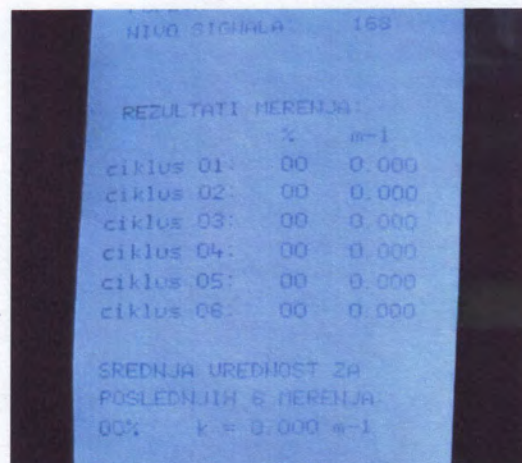 NIVO SIGNALA: 168
REZULTATI MERENJA:
% m-1
ciklus 01: 00 0.000
ciklus 02: 00 0.000
ciklus 03: 00 0.000
ciklus 04: 00 0.000
ciklus 05: 00 0.000
ciklus 06: 00 0.000
SREDNJA VREDNOST ZA
POSLEDNJIH 6 MERENJA:
00% k = 0.000 m-1